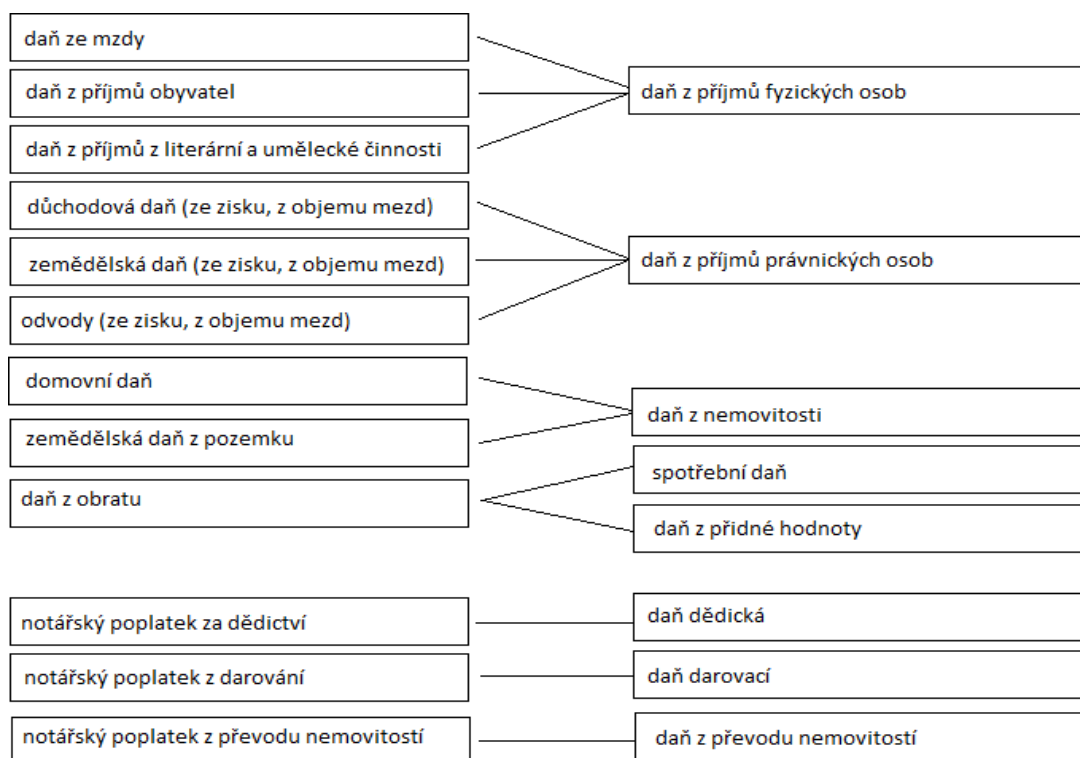 daň ze mzdy
daň z příjmů obyvatel
daň z příjmů fyzických osob
daň z příjmů z literární a umělecké činnosti
důchodová daň (ze zisku, z objemu mezd)
zemědělská daň (ze zisku, z objemu mezd)
daň z příjmů právnických osob
odvody (ze zisku, z objemu mezd)
domovní daň
daň z nemovitosti
zemědělská daň z pozemku
spotřební daň
daň z obratu
daň z přidné hodnoty
notářský poplatek za dědictví
daň dědická
notářský poplatek z darování
daň darovací
notářský poplatek z převodu nemovitostí
daň z převodu nemovitostí